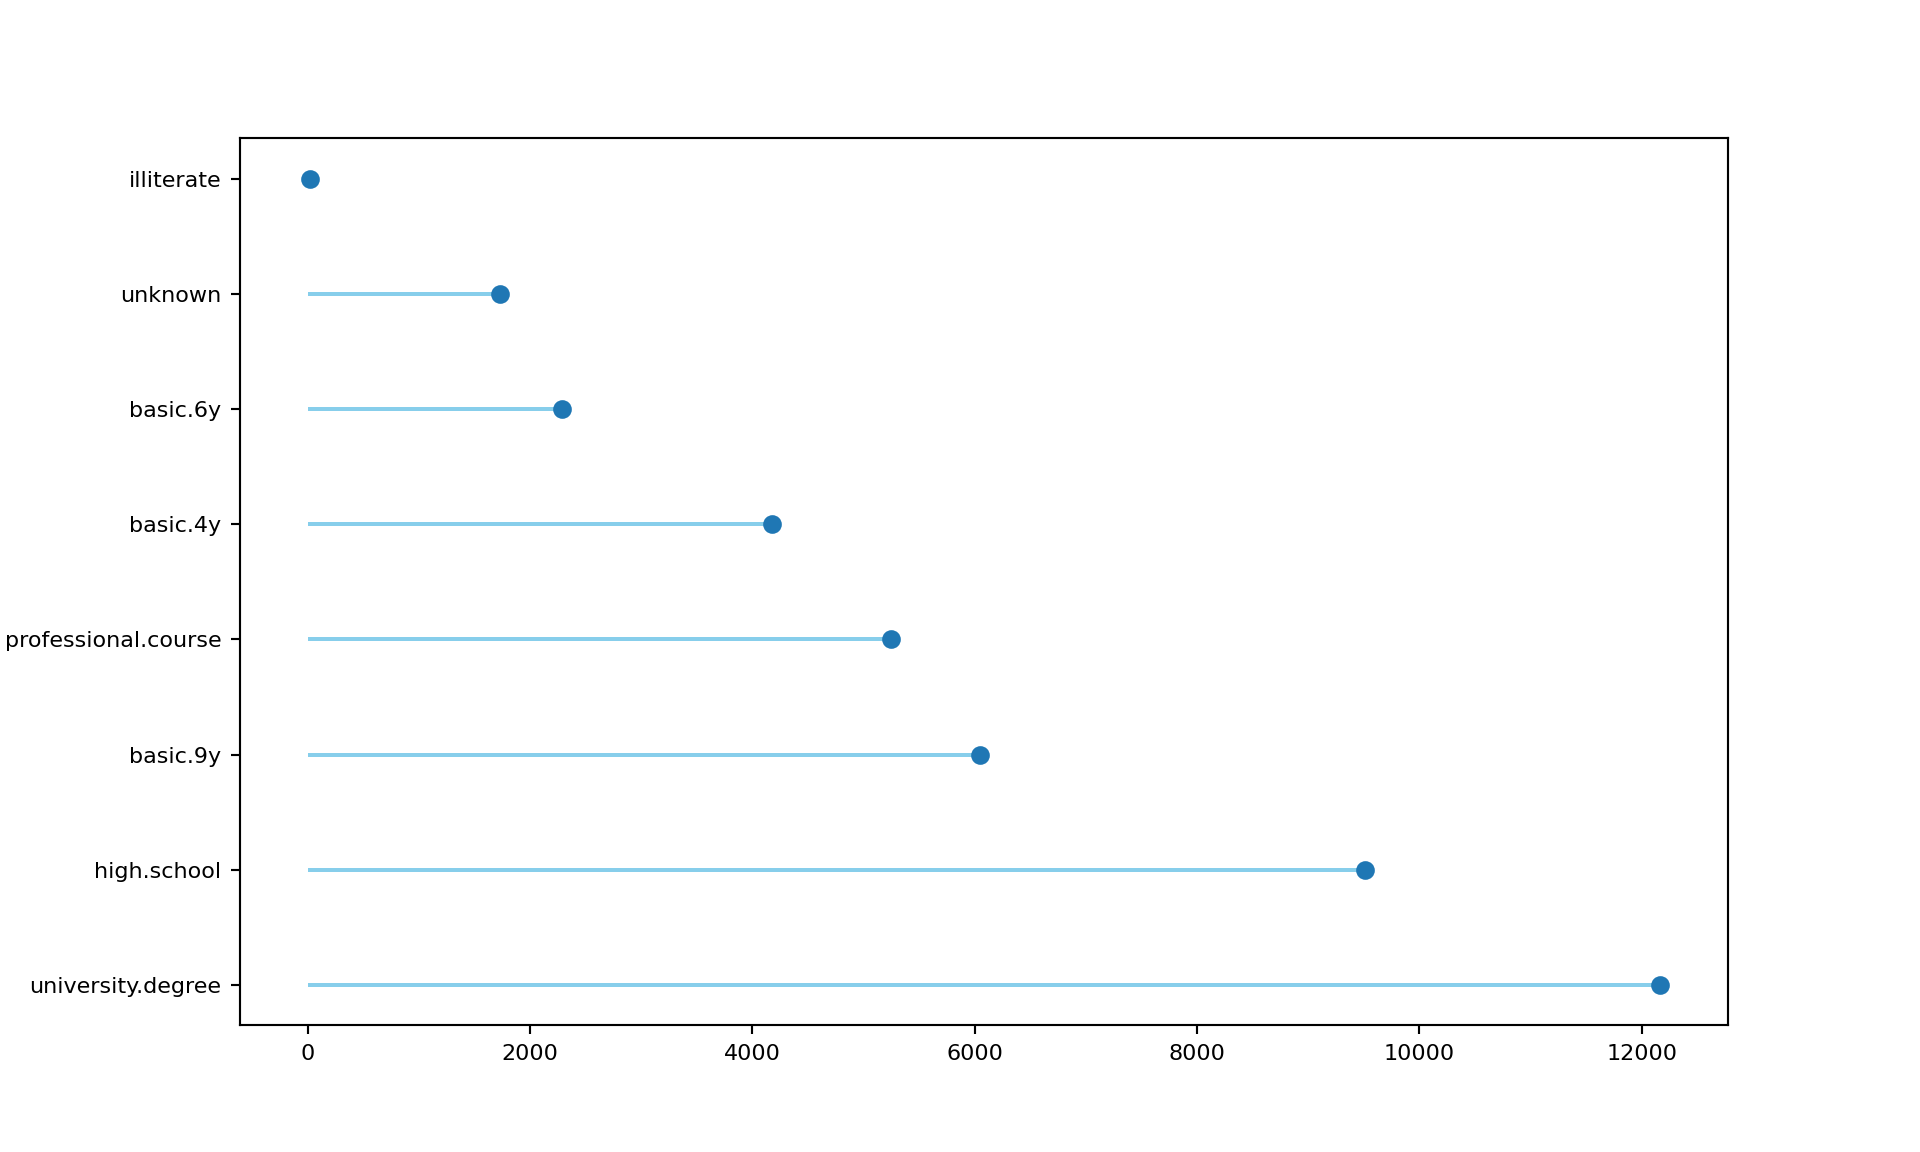 illiterate
unknown
basic.6y
basic.4y
professional.course
basic.9y
high.school
university.degree
0 2000 4000 6000 8000 10000 12000